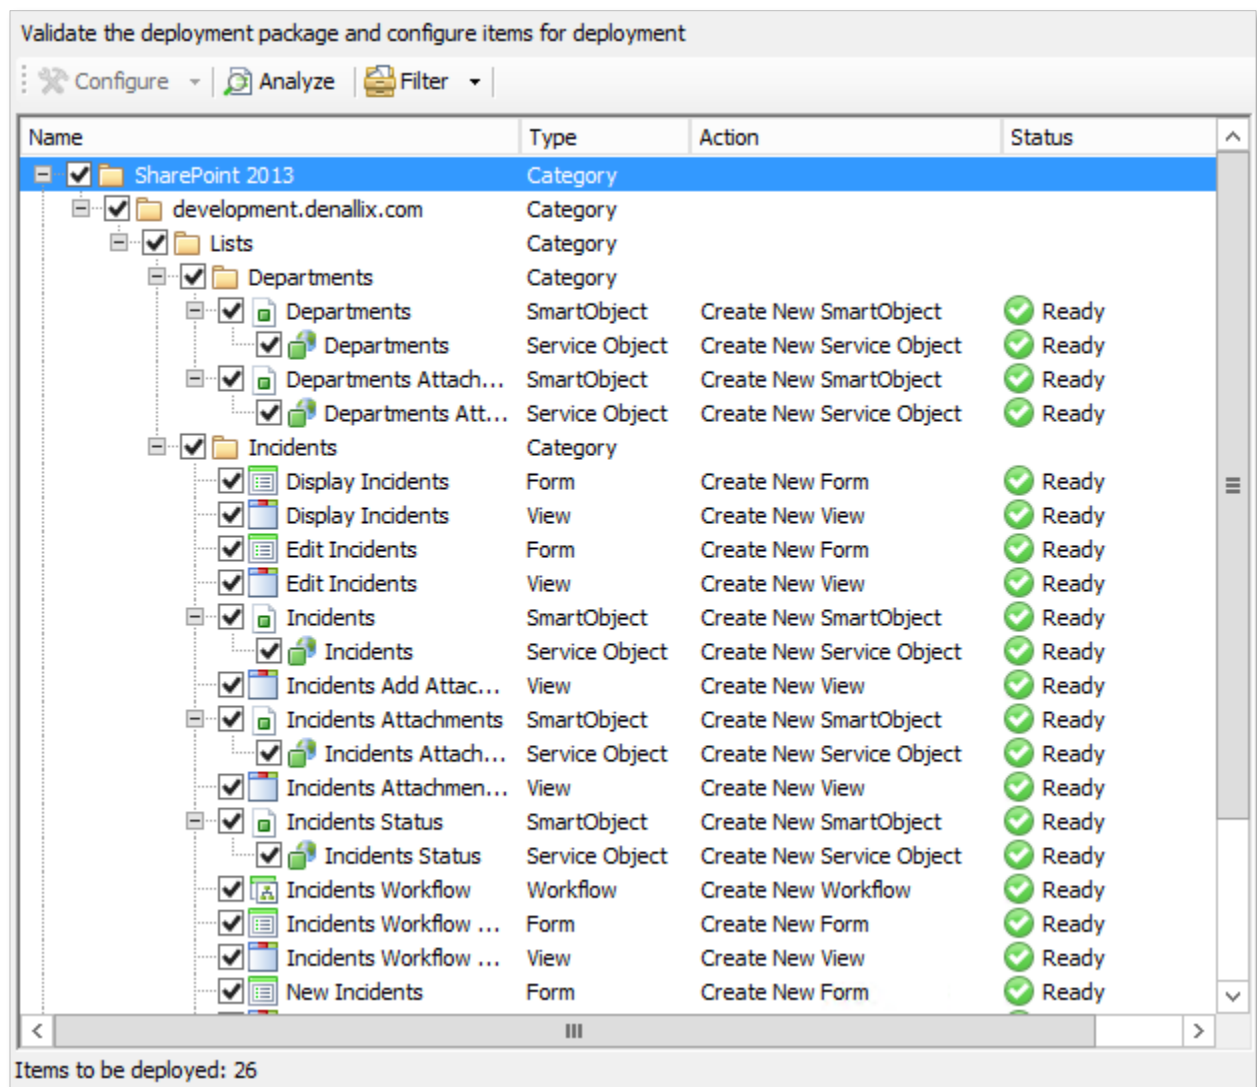 Validate the deployment package and configure items for deployment
Configure Analyze Filter
Name Type Action Status
SharePoint 2013 Category
development.denallix.com Category
Lists Category
Departments Category
Departments SmartObject Create New SmartObject Ready
Departments Service Object Create New Service Object Ready
Departments Attach... SmartObject Create New SmartObject Ready
Departments Att... Service Object Create New Service Object Ready
Incidents Category
Display Incidents Form Create New Form Ready
Display Incidents View Create New View Ready
Edit Incidents Form Create New Form Ready
Edit Incidents View Create New View Ready
Incidents SmartObject Create New SmartObject Ready
Incidents Service Object Create New Service Object Ready
Incidents Add Attac... View Create New View Ready
Incidents Attachments SmartObject Create New SmartObject Ready
Incidents Attach... Service Object Create New Service Object Ready
Incidents Attachmen... View Create New View Ready
Incidents Status SmartObject Create New SmartObject Ready
Incidents Status Service Object Create New Service Object Ready
Incidents Workflow Workflow Create New Workflow Ready
Incidents Workflow ... Form Create New Form Ready
Incidents Workflow ... View Create New View Ready
New Incidents Form Create New Form Ready
Items to be deployed: 26